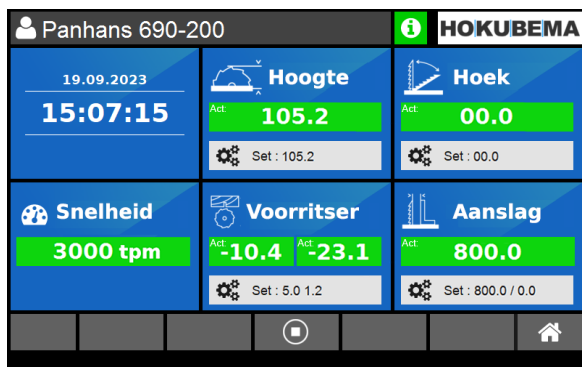 Panhans 690-200
i
HOKUBEMA
19.09.2023
15:07:15
Hoogte
Act:
105.2
Set : 105.2
Hoek
Act:
00.0
Set : 00.0
Snelheid
3000 tpm
Voorritser
Act: -10.4 Act: -23.1
Set : 5.0 1.2
Aanslag
Act:
800.0
Set : 800.0 / 0.0